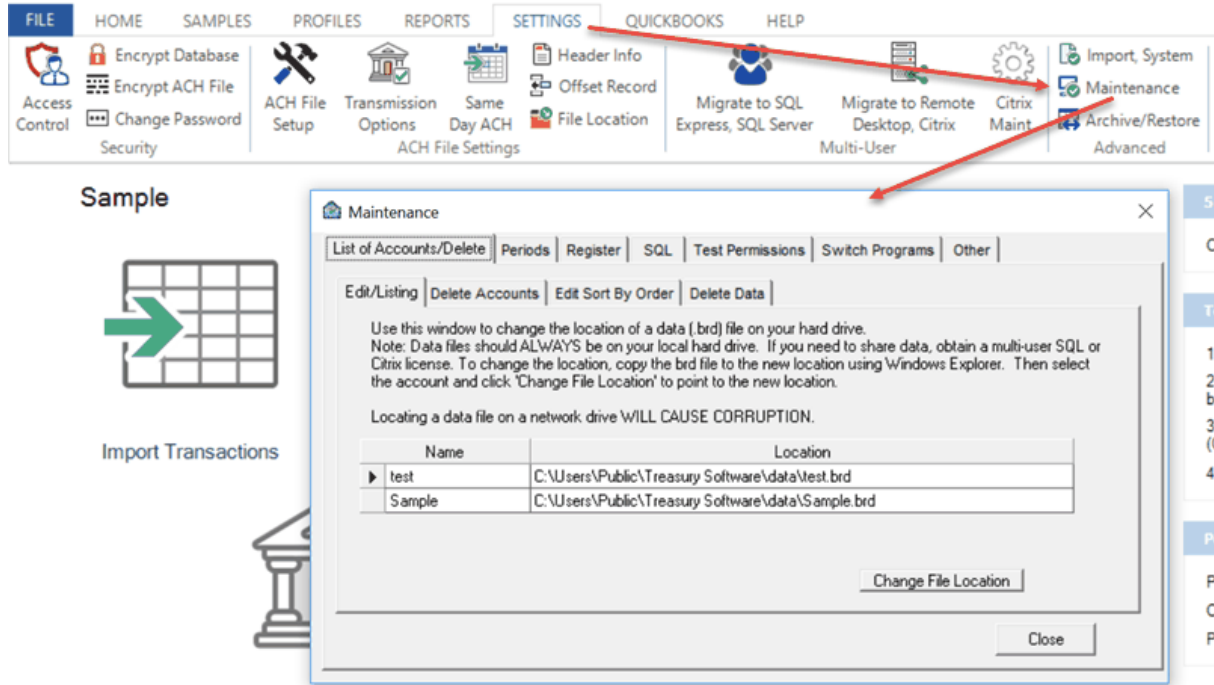 FILE HOME SAMPLES PROFILES REPORTS SETTINGS QUICKBOOKS HELP
Access Control
Encrypt Database
Encrypt ACH File
Change Password
Security
ACH File Setup
Transmission Options
Same Day ACH
Header Info
Offset Record
File Location
ACH File Settings
Migrate to SQL Express, SQL Server
Migrate to Remote Desktop, Citrix
Citrix Maint
Multi-User
Import, System
Maintenance
Archive/Restore
Advanced
Sample
Import Transactions
Maintenance
List of Accounts/Delete Periods Register SQL Test Permissions Switch Programs Other
Edit/Listing Delete Accounts Edit Sort By Order Delete Data
Use this window to change the location of a data (.brd) file on your hard drive.
Note: Data files should ALWAYS be on your local hard drive. If you need to share data, obtain a multi-user SQL or
Citrix license. To change the location, copy the brd file to the new location using Windows Explorer. Then select
the account and click 'Change File Location' to point to the new location.
Locating a data file on a network drive WILL CAUSE CORRUPTION.
Name Location
test C:\Users\Public\Treasury Software\data\test.brd
Sample C:\Users\Public\Treasury Software\data\Sample.brd
Change File Location
Close